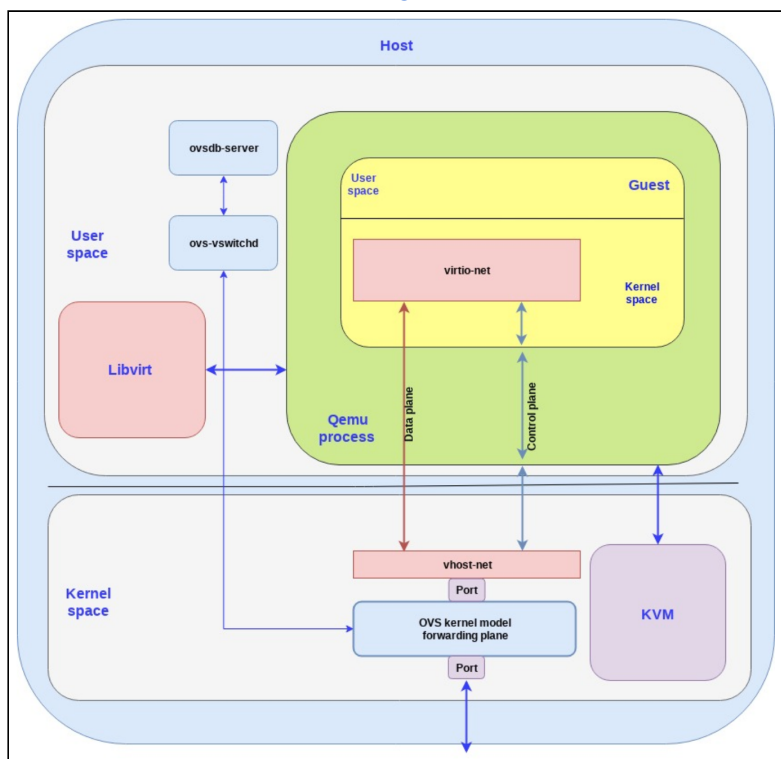 Host
ovsdb-server
User
space
Guest
User
space
ovs-vswitchd
virtio-net
Kernel
space
Libvirt
Data plane
Control plane
Qemu
process
vhost-net
Port
Kernel
space
OVS kernel model
forwarding plane
KVM
Port